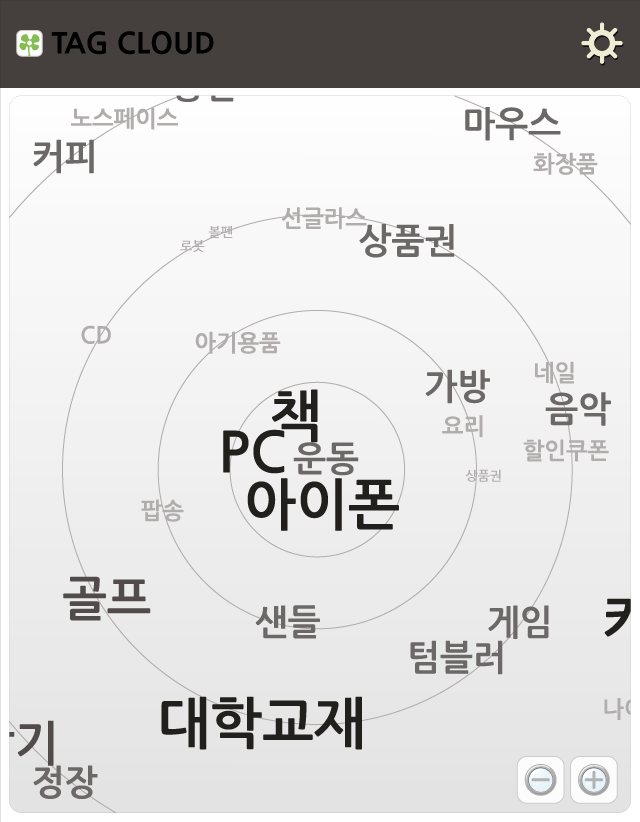 TAG CLOUD
노스페이스
마우스
커피
화장품
선글라스
볼펜
로봇
상품권
CD
아기용품
가방
네일
책
음악
요리
PC 운동
할인쿠폰
상품권
아이폰
팝송
골프
샌들
게임
텀블러
대학교재
정장